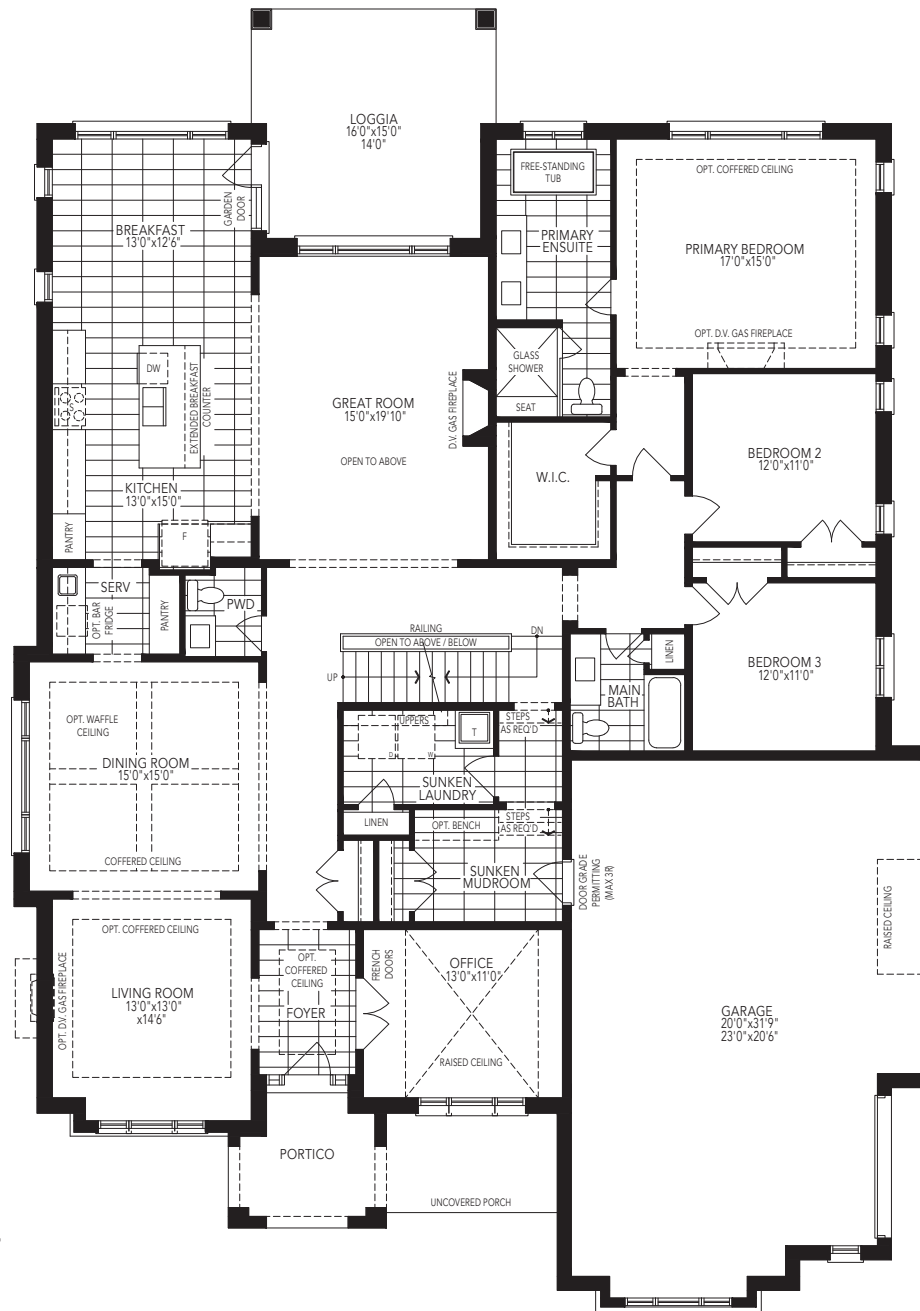 LOGGIA
16'0"x15'0"
14'0"
FREE-STANDING
TUB
OPT. COFFERED CEILING
BREAKFAST
13'0"x12'6"
GARDEN
DOOR
PRIMARY
ENSUITE
PRIMARY BEDROOM
17'0"x15'0"
OPT. D.V. GAS FIREPLACE
GLASS
SHOWER
SEAT
DW
EXTENDED BREAKFAST
COUNTER
GREAT ROOM
15'0"x19'10"
D.V. GAS FIREPLACE
OPEN TO ABOVE
W.I.C.
BEDROOM 2
12'0"x11'0"
KITCHEN
13'0"x15'0"
PANTRY
F
SERV
OPT. BAR
FRIDGE
PANTRY
PWD
RAILING
OPEN TO ABOVE / BELOW
DN
UP
LINEN
BEDROOM 3
12'0"x11'0"
MAIN
BATH
OPT. WAFFLE
CEILING
DINING ROOM
15'0"x15'0"
COFFERED CEILING
UPPERS
D
W
T
STEPS
AS REQ'D
SUNKEN
LAUNDRY
LINEN
OPT. BENCH
STEPS
AS REQ'D
SUNKEN
MUDROOM
DOOR GRADE
PERMITTING
(MAX 3R)
RAISED CEILING
OPT. COFFERED CEILING
OPT. D.V. GAS FIREPLACE
LIVING ROOM
13'0"x13'0"
x14'6"
OPT.
COFFERED
CEILING
FOYER
FRENCH
DOORS
OFFICE
13'0"x11'0"
RAISED CEILING
GARAGE
20'0"x31'9"
23'0"x20'6"
PORTICO
UNCOVERED PORCH